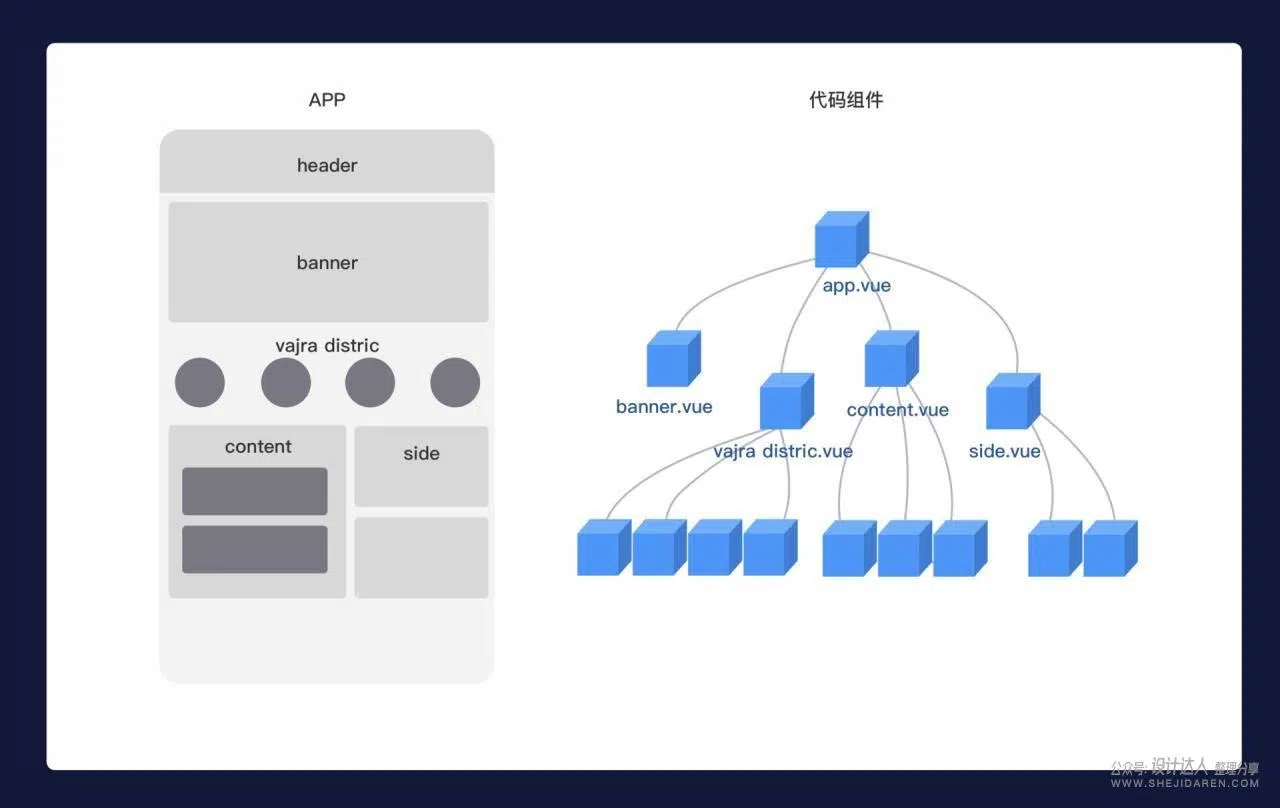 APP
header
banner
vajra distric
content
side
代码组件
app.vue
banner.vue
content.vue
vajra distric.vue
side.vue
公众号: 设计达人 整理分享
WWW.SHEJIDAREN.COM